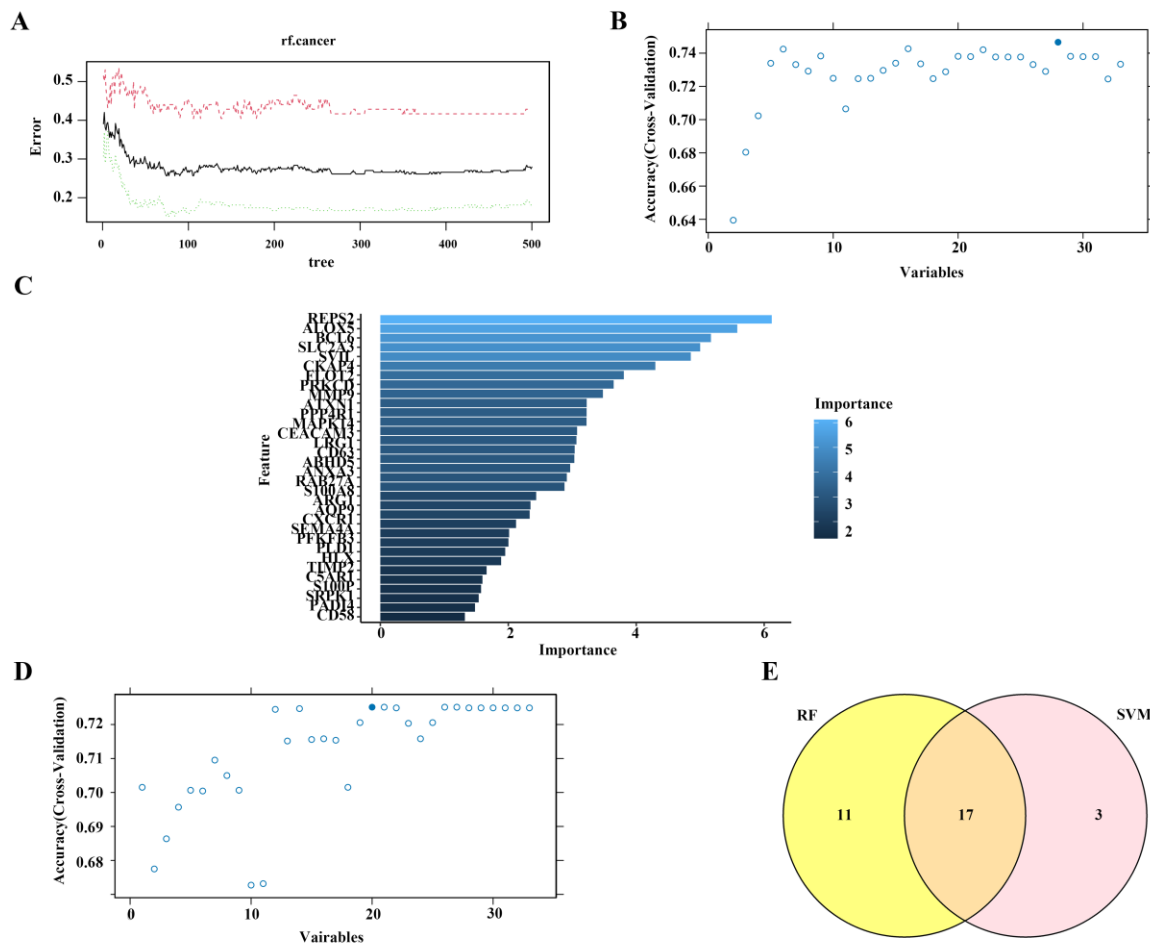 A
rf.cancer
Error
0.5
0.4
0.3
0.2
0
100
200
300
400
500
tree
B
Accuracy(Cross-Validation)
0.74
0.72
0.70
0.68
0.66
0.64
0
10
20
30
Variables
C
Feature
REPS2
ALOX5
BCL6
SLC2A3
SVIL
CKAP4
FLOT2
PRKCD
MMP9
ATXN1
PPP4R1
MAPK14
CEACAM3
LRG1
CD63
ABHD5
ANXA3
RAB27A
S100A8
ARG1
AQP9
CXCR1
SEMA4A
PFKFB3
PLD1
HLX
TIMP2
C5AR1
S100P
SRPK1
PADI4
CD58
0
2
4
6
Importance
Importance
6
5
4
3
2
D
Accuracy(Cross-Validation)
0.72
0.71
0.70
0.69
0.68
0
10
20
30
Vairables
E
RF
SVM
11
17
3